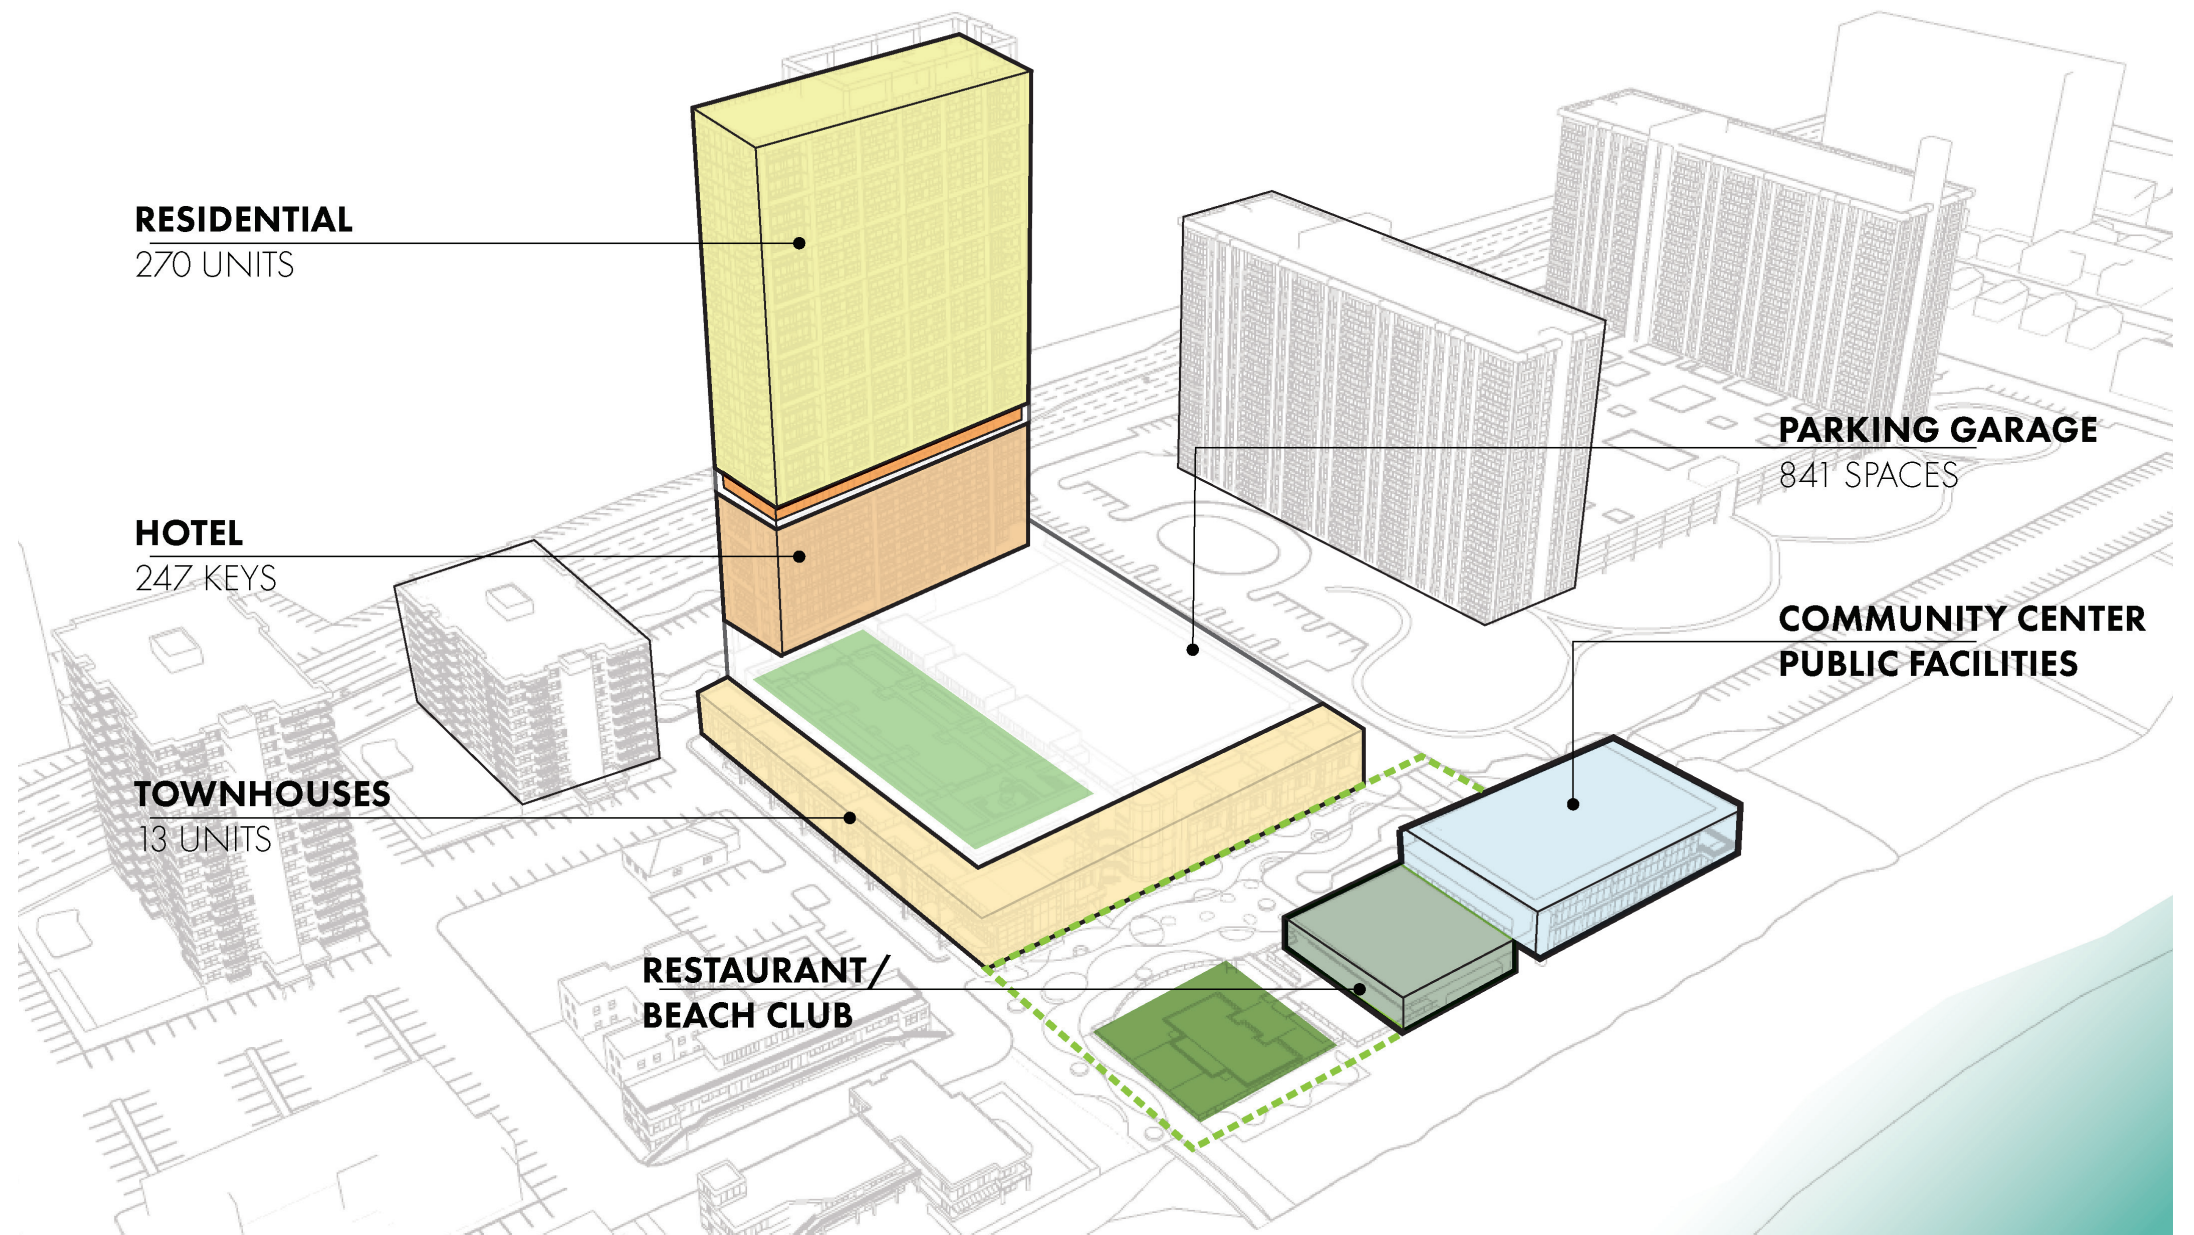 RESIDENTIAL
270 UNITS
HOTEL
247 KEYS
TOWNHOUSES
13 UNITS
RESTAURANT/
BEACH CLUB
PARKING GARAGE
841 SPACES
COMMUNITY CENTER
PUBLIC FACILITIES